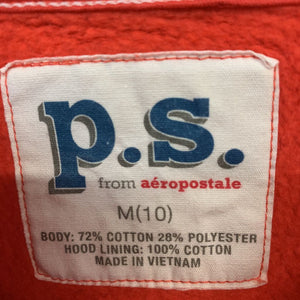 p.s.
from aéropostale
M(10)
BODY: 72% COTTON 28% POLYESTER
HOOD LINING: 100% COTTON
MADE IN VIETNAM